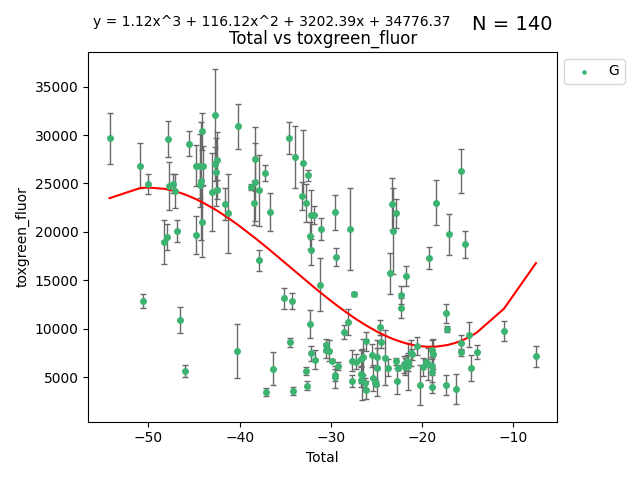 y = 1.12x^3 + 116.12x^2 + 3202.39x + 34776.37
N = 140
Total vs toxgreen_fluor
G
35000
30000
25000
20000
15000
10000
5000
toxgreen_fluor
−50
−40
−30
−20
−10
Total